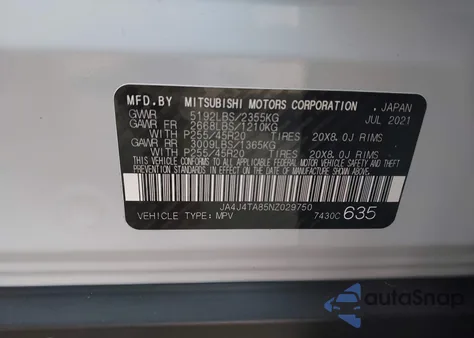 MFD.BY MITSUBISHI MOTORS CORPORATION , JAPAN
GVWR 5192LBS/2355KG JUL 2021
GAWR FR 2668LBS/1210KG
WITH P255/45R20 TIRES 20X8.0J RIMS
GAWR RR 3009LBS/1365KG
WITH P255/45R20 TIRES 20X8.0J RIMS
THIS VEHICLE CONFORMS TO ALL APPLICABLE FEDERAL MOTOR
VEHICLE SAFETY, BUMPER, AND THEFT
PREVENTION STANDARDS IN EFFECT ON THE DATE OF
MANUFACTURE SHOWN ABOVE.
JA4J4TA85NZ029750
VEHICLE TYPE: MPV 7430C 635
autoSnap